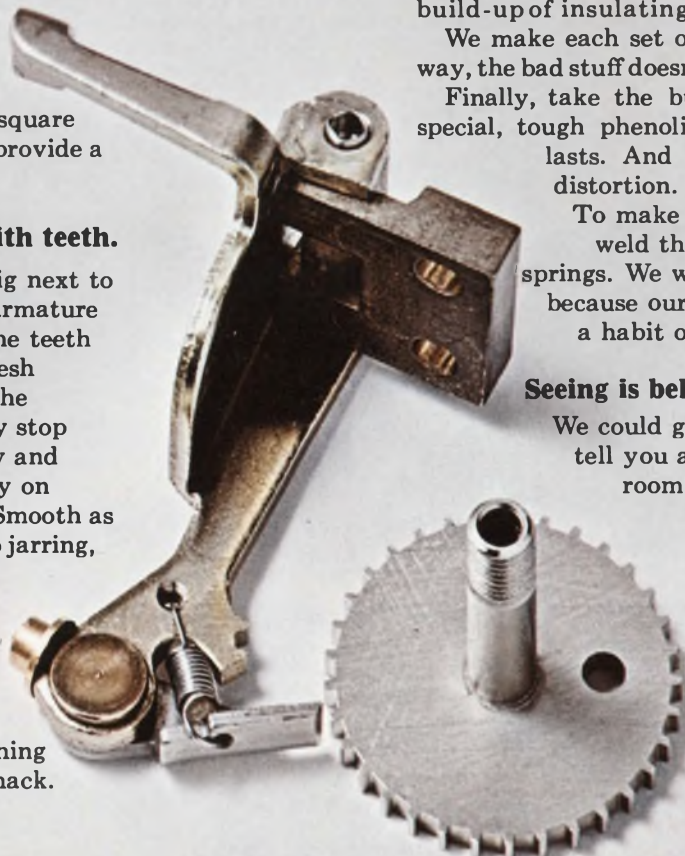 square
provide a
ith teeth.
ig next to
rmature
ne teeth
esh
he
y stop
y and
y on
Smooth as
jarring,
ning
nack.
build-up of insulating
We make each set o
way, the bad stuff doesn
Finally, take the b
special, tough phenoli
lasts. And
distortion.
To make
weld th
springs. We w
because our
a habit o
Seeing is bel
We could g
tell you a
room